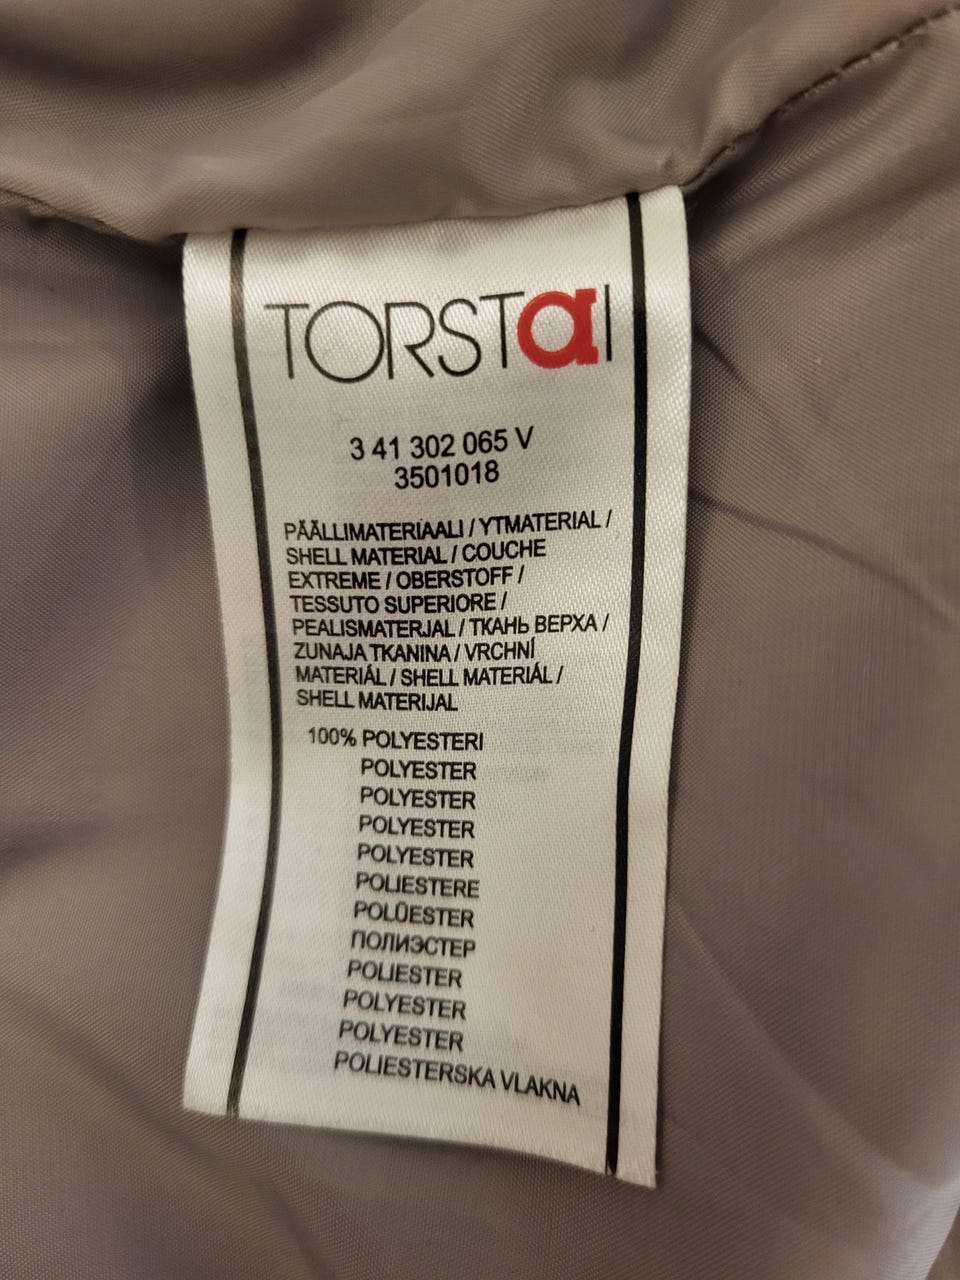 TORSTaI
3 41 302 065 V
3501018
PÄÄLLIMATERIAALI / YTMATERIAL /
SHELL MATERIAL / COUCHE
EXTREME / OBERSTOFF /
TESSUTO SUPERIORE /
PEALISMATERJAL / ТКАНЬ ВЕРХА /
ZUNAJA TKANINA / VRCHNÍ
MATERIÁL / SHELL MATERIÁL /
SHELL MATERIJAL
100% POLYESTERI
POLYESTER
POLYESTER
POLYESTER
POLYESTER
POLIESTERE
POLÜESTER
ПОЛИЭСТЕР
POLIESTER
POLYESTER
POLYESTER
POLIESTERSKA VLAKNA